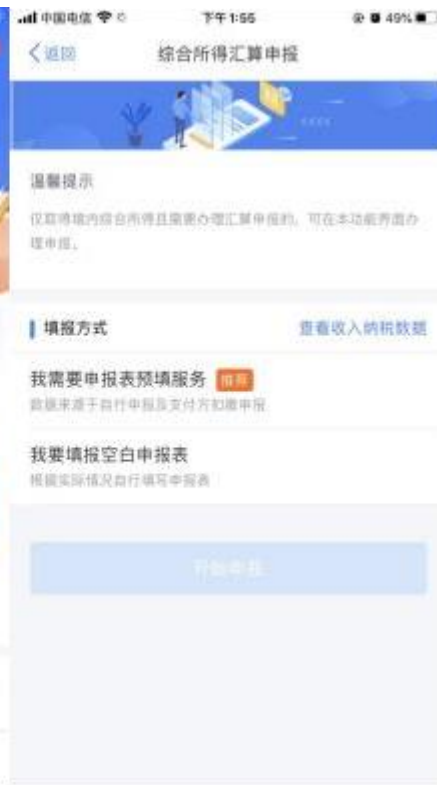 中国电信
下午1:55
49%
返回
综合所得汇算申报
温馨提示
仅取得境内综合所得且需要办理汇算申报的,可在本功能界面办
理申报。
填报方式
查看收入纳税数据
我需要申报表预填服务
推荐
数据来源于自行申报及支付方扣缴申报
我要填报空白申报表
根据实际情况自行填写申报表
开始申报